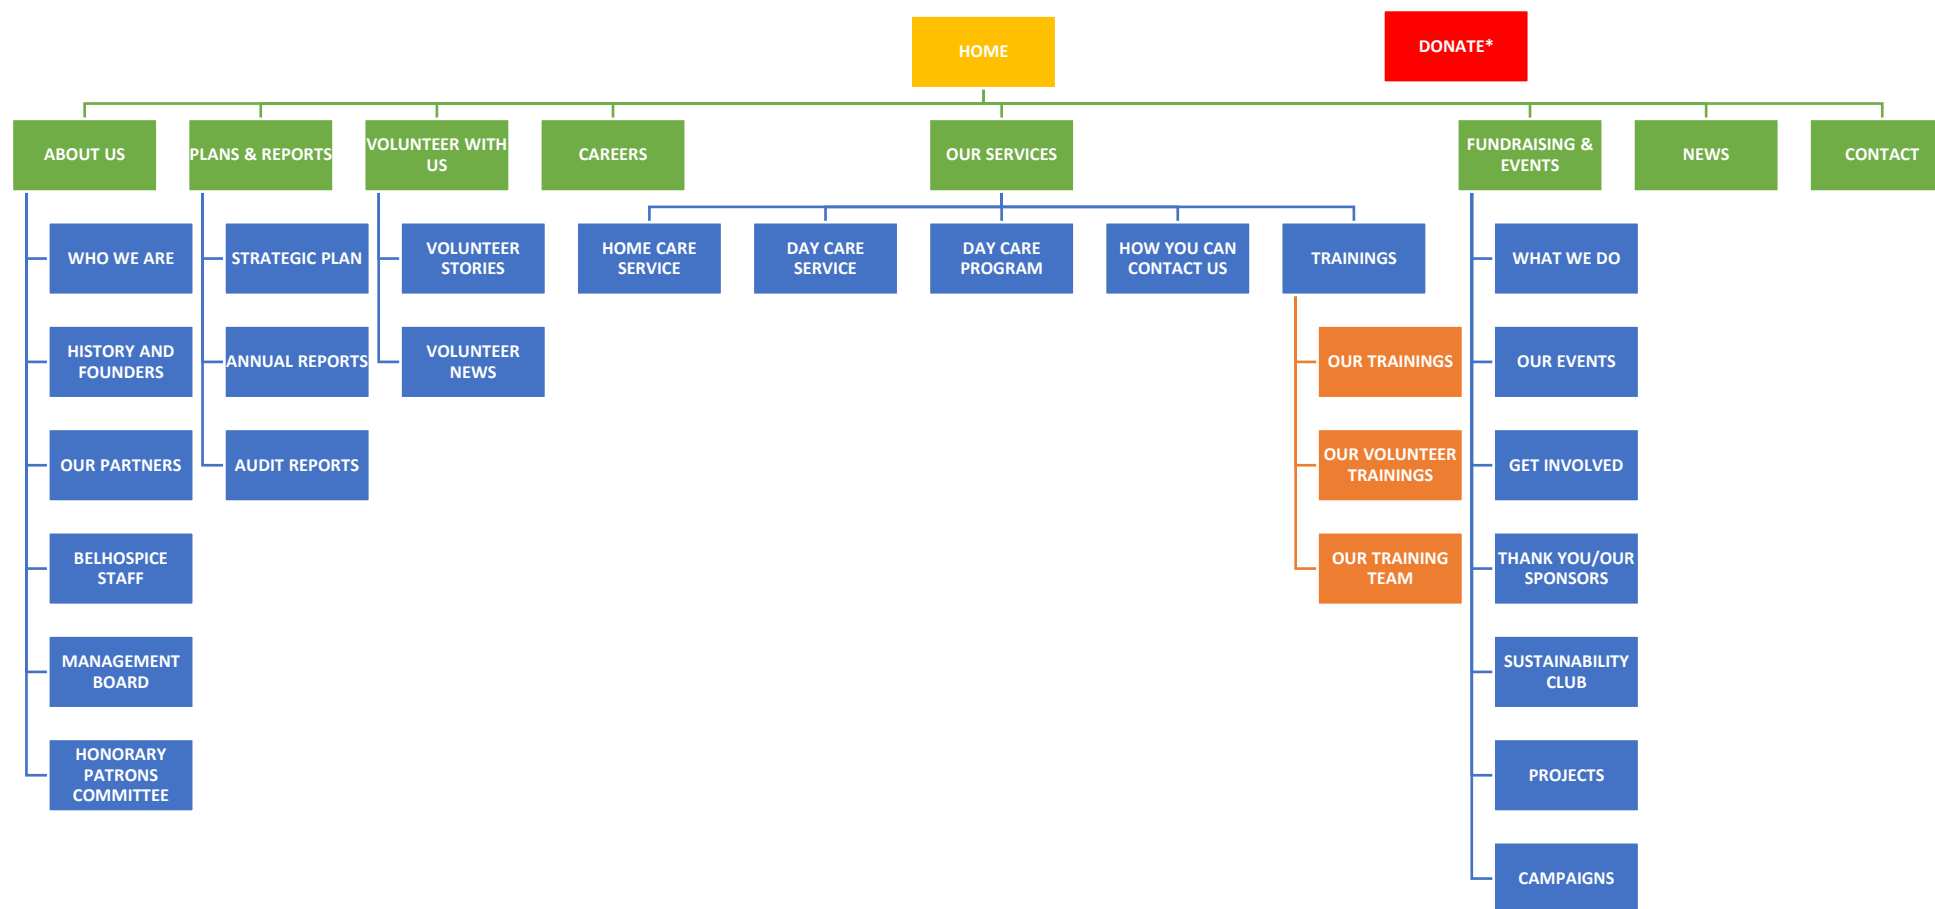 HOME
DONATE*
ABOUT US
PLANS & REPORTS
VOLUNTEER WITH
US
CAREERS
OUR SERVICES
FUNDRAISING &
EVENTS
NEWS
CONTACT
WHO WE ARE
HISTORY AND
FOUNDERS
OUR PARTNERS
BELHOSPICE
STAFF
MANAGEMENT
BOARD
HONORARY
PATRONS
COMMITTEE
STRATEGIC PLAN
ANNUAL REPORTS
AUDIT REPORTS
VOLUNTEER
STORIES
VOLUNTEER
NEWS
HOME CARE
SERVICE
DAY CARE
SERVICE
DAY CARE
PROGRAM
HOW YOU CAN
CONTACT US
TRAININGS
OUR TRAININGS
OUR VOLUNTEER
TRAININGS
OUR TRAINING
TEAM
WHAT WE DO
OUR EVENTS
GET INVOLVED
THANK YOU/OUR
SPONSORS
SUSTAINABILITY
CLUB
PROJECTS
CAMPAIGNS